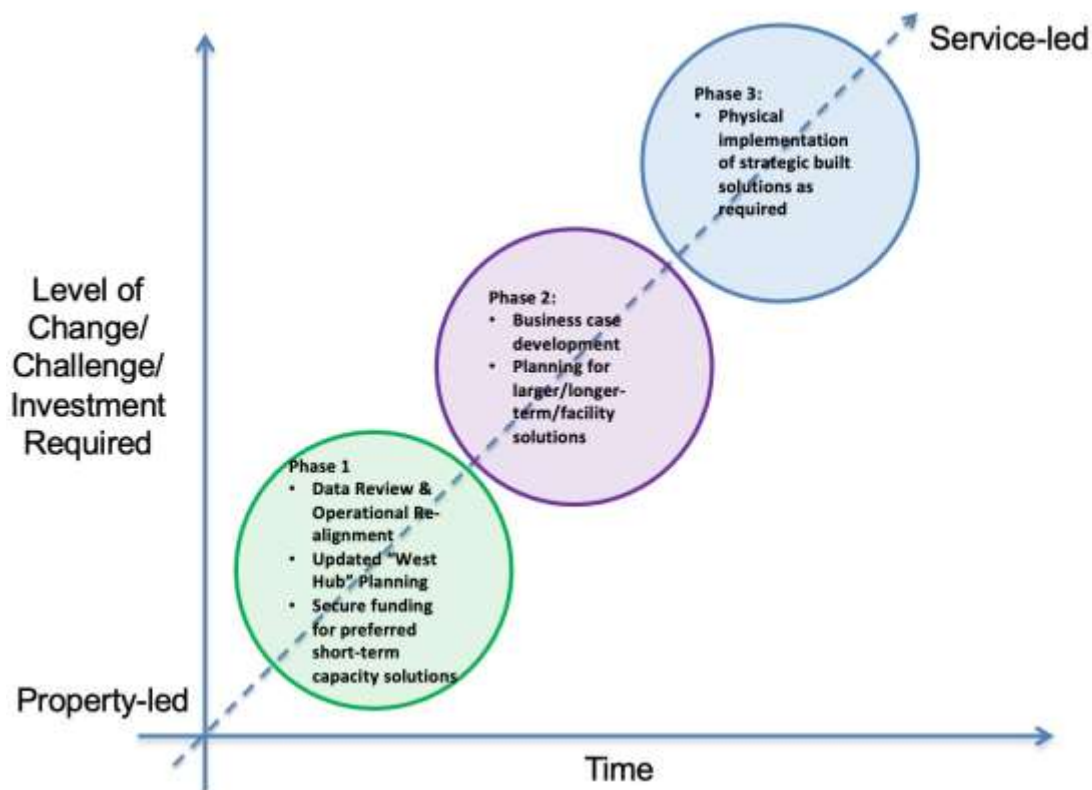 Service-led
Phase 3:
• Physical
implementation
of strategic built
solutions as
required
Level of
Change/
Challenge/
Investment
Required
Phase 2:
• Business case
development
• Planning for
larger/longer-
term/facility
solutions
Phase 1
• Data Review &
Operational Re-
alignment
• Updated "West
Hub" Planning
• Secure funding
for preferred
short-term
capacity solutions
Property-led
Time